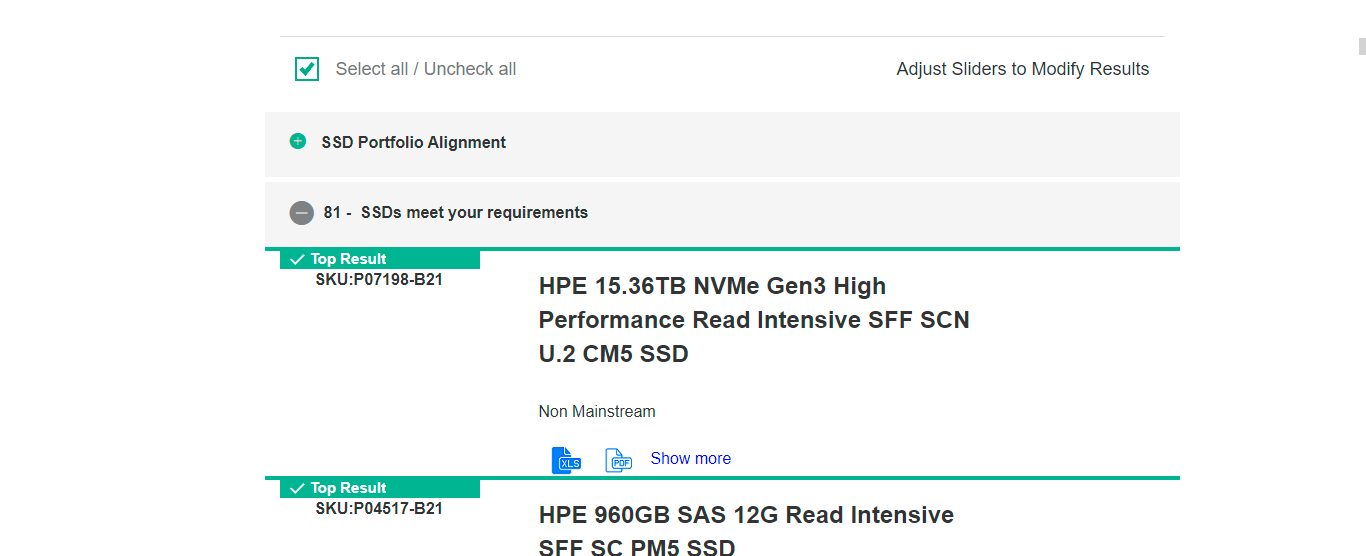 Select all / Uncheck all
Adjust Sliders to Modify Results
SSD Portfolio Alignment
81 - SSDs meet your requirements
Top Result
SKU:P07198-B21
HPE 15.36TB NVMe Gen3 High
Performance Read Intensive SFF SCN
U.2 CM5 SSD
Non Mainstream
XLS
PDF
Show more
Top Result
SKU:P04517-B21
HPE 960GB SAS 12G Read Intensive
SFF SC PM5 SSD